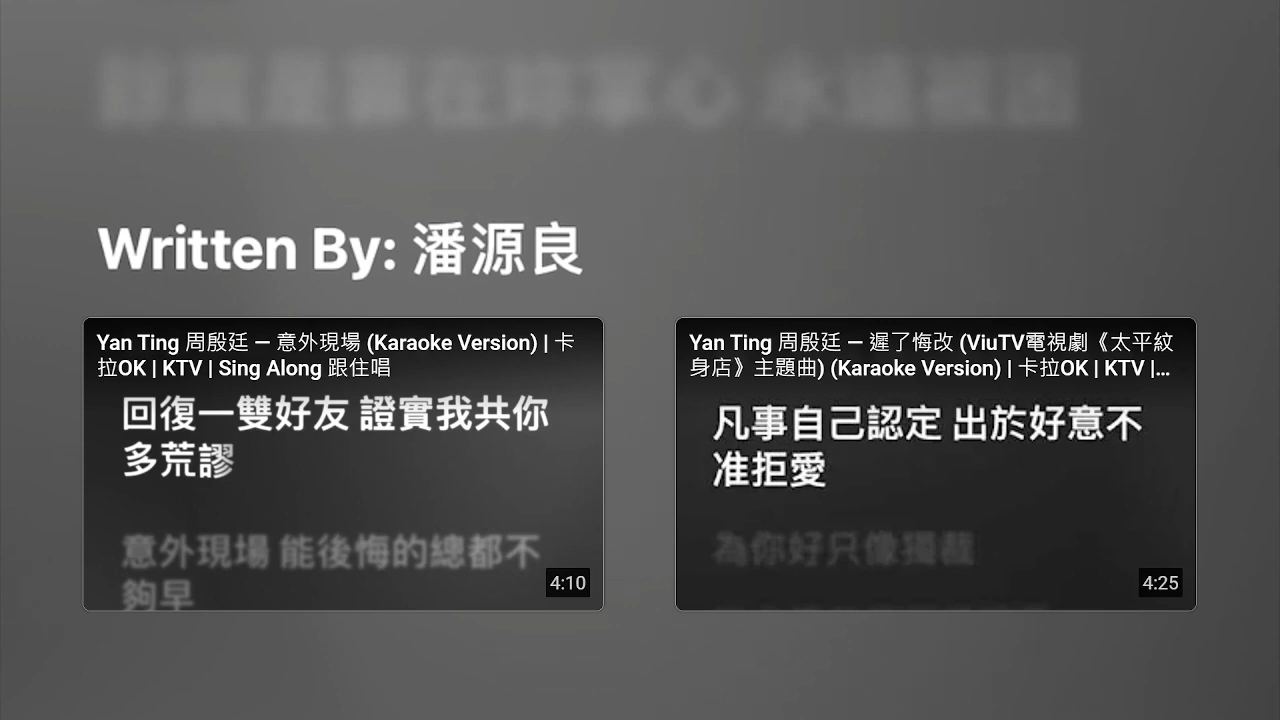 Written By: 潘源良
Yan Ting 周殷廷 – 意外現場 (Karaoke Version) | 卡
拉OK | KTV | Sing Along 跟住唱
回復一雙好友 證實我共你
多荒謬
意外現場 能後悔的總都不
夠早
4:10
Yan Ting 周殷廷 – 遲了悔改 (ViuTV電視劇《太平紋
身店》主題曲) (Karaoke Version) | 卡拉OK | KTV |...
凡事自己認定 出於好意不
准拒愛
為你好只像獨裁
4:25